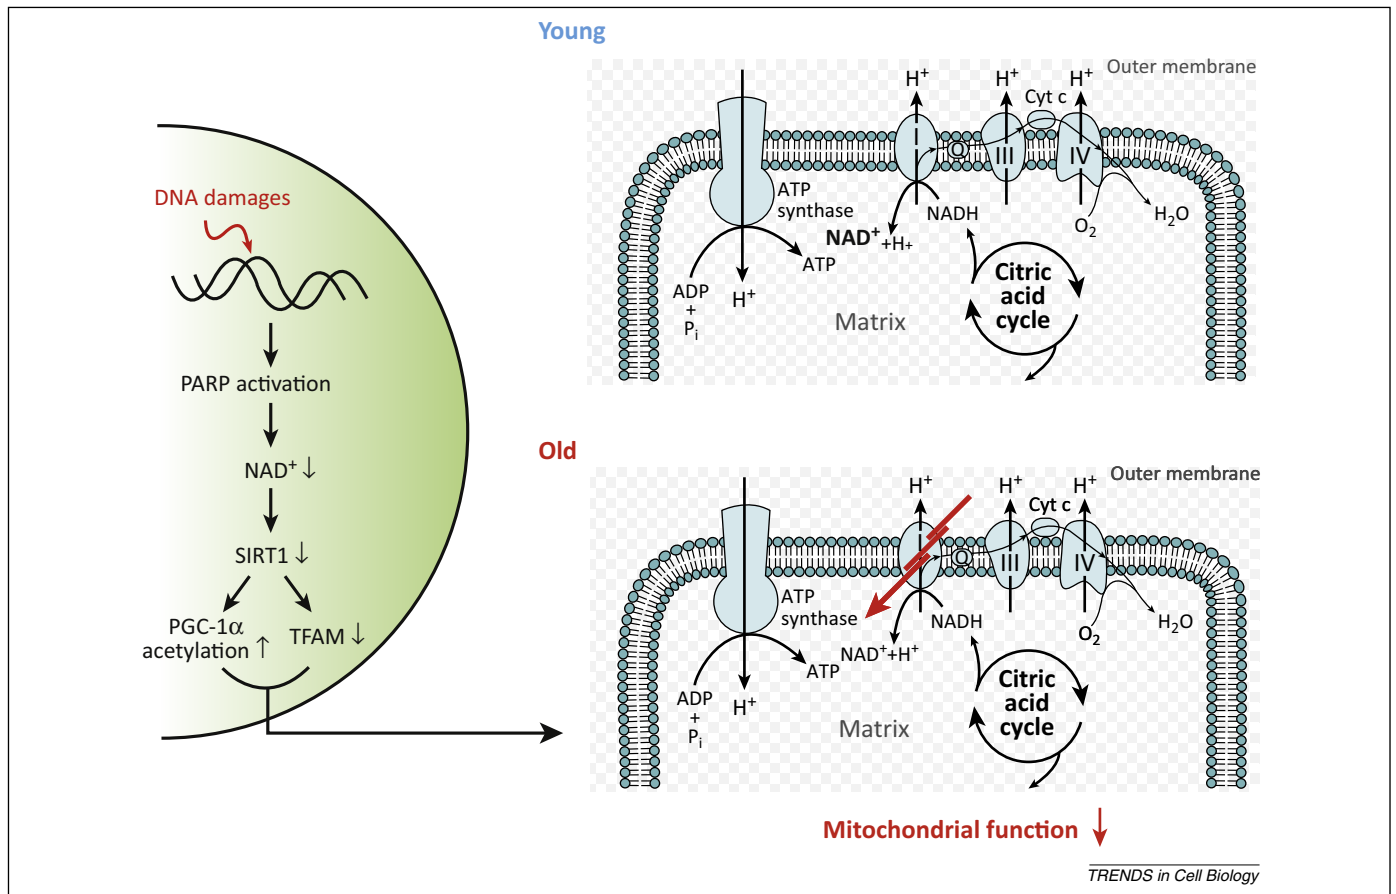 Young
Outer membrane
H⁺
H⁺
H⁺
Cyt c
I
Q
III
IV
ATP
synthase
NADH
NAD⁺+H+
O₂
H₂O
ATP
ADP
+
Pᵢ
H⁺
Matrix
Citric
acid
cycle
DNA damages
PARP activation
NAD⁺ ↓
SIRT1 ↓
PGC-1α
acetylation ↑
TFAM ↓
Old
Outer membrane
H⁺
H⁺
H⁺
Cyt c
I
Q
III
IV
ATP
synthase
NADH
NAD⁺+H⁺
O₂
H₂O
ATP
ADP
+
Pᵢ
H⁺
Matrix
Citric
acid
cycle
Mitochondrial function ↓
TRENDS in Cell Biology